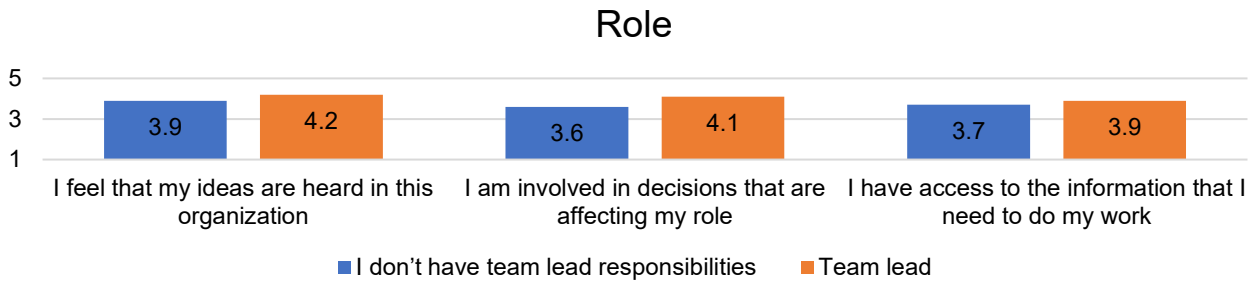 Role
5
3
1
3.9
4.2
3.6
4.1
3.7
3.9
I feel that my ideas are heard in this
organization
I am involved in decisions that are
affecting my role
I have access to the information that I
need to do my work
I don’t have team lead responsibilities
Team lead